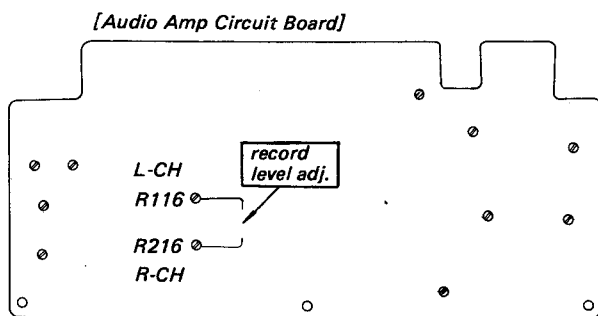 [Audio Amp Circuit Board]
record
level adj.
L-CH
R116
R216
R-CH